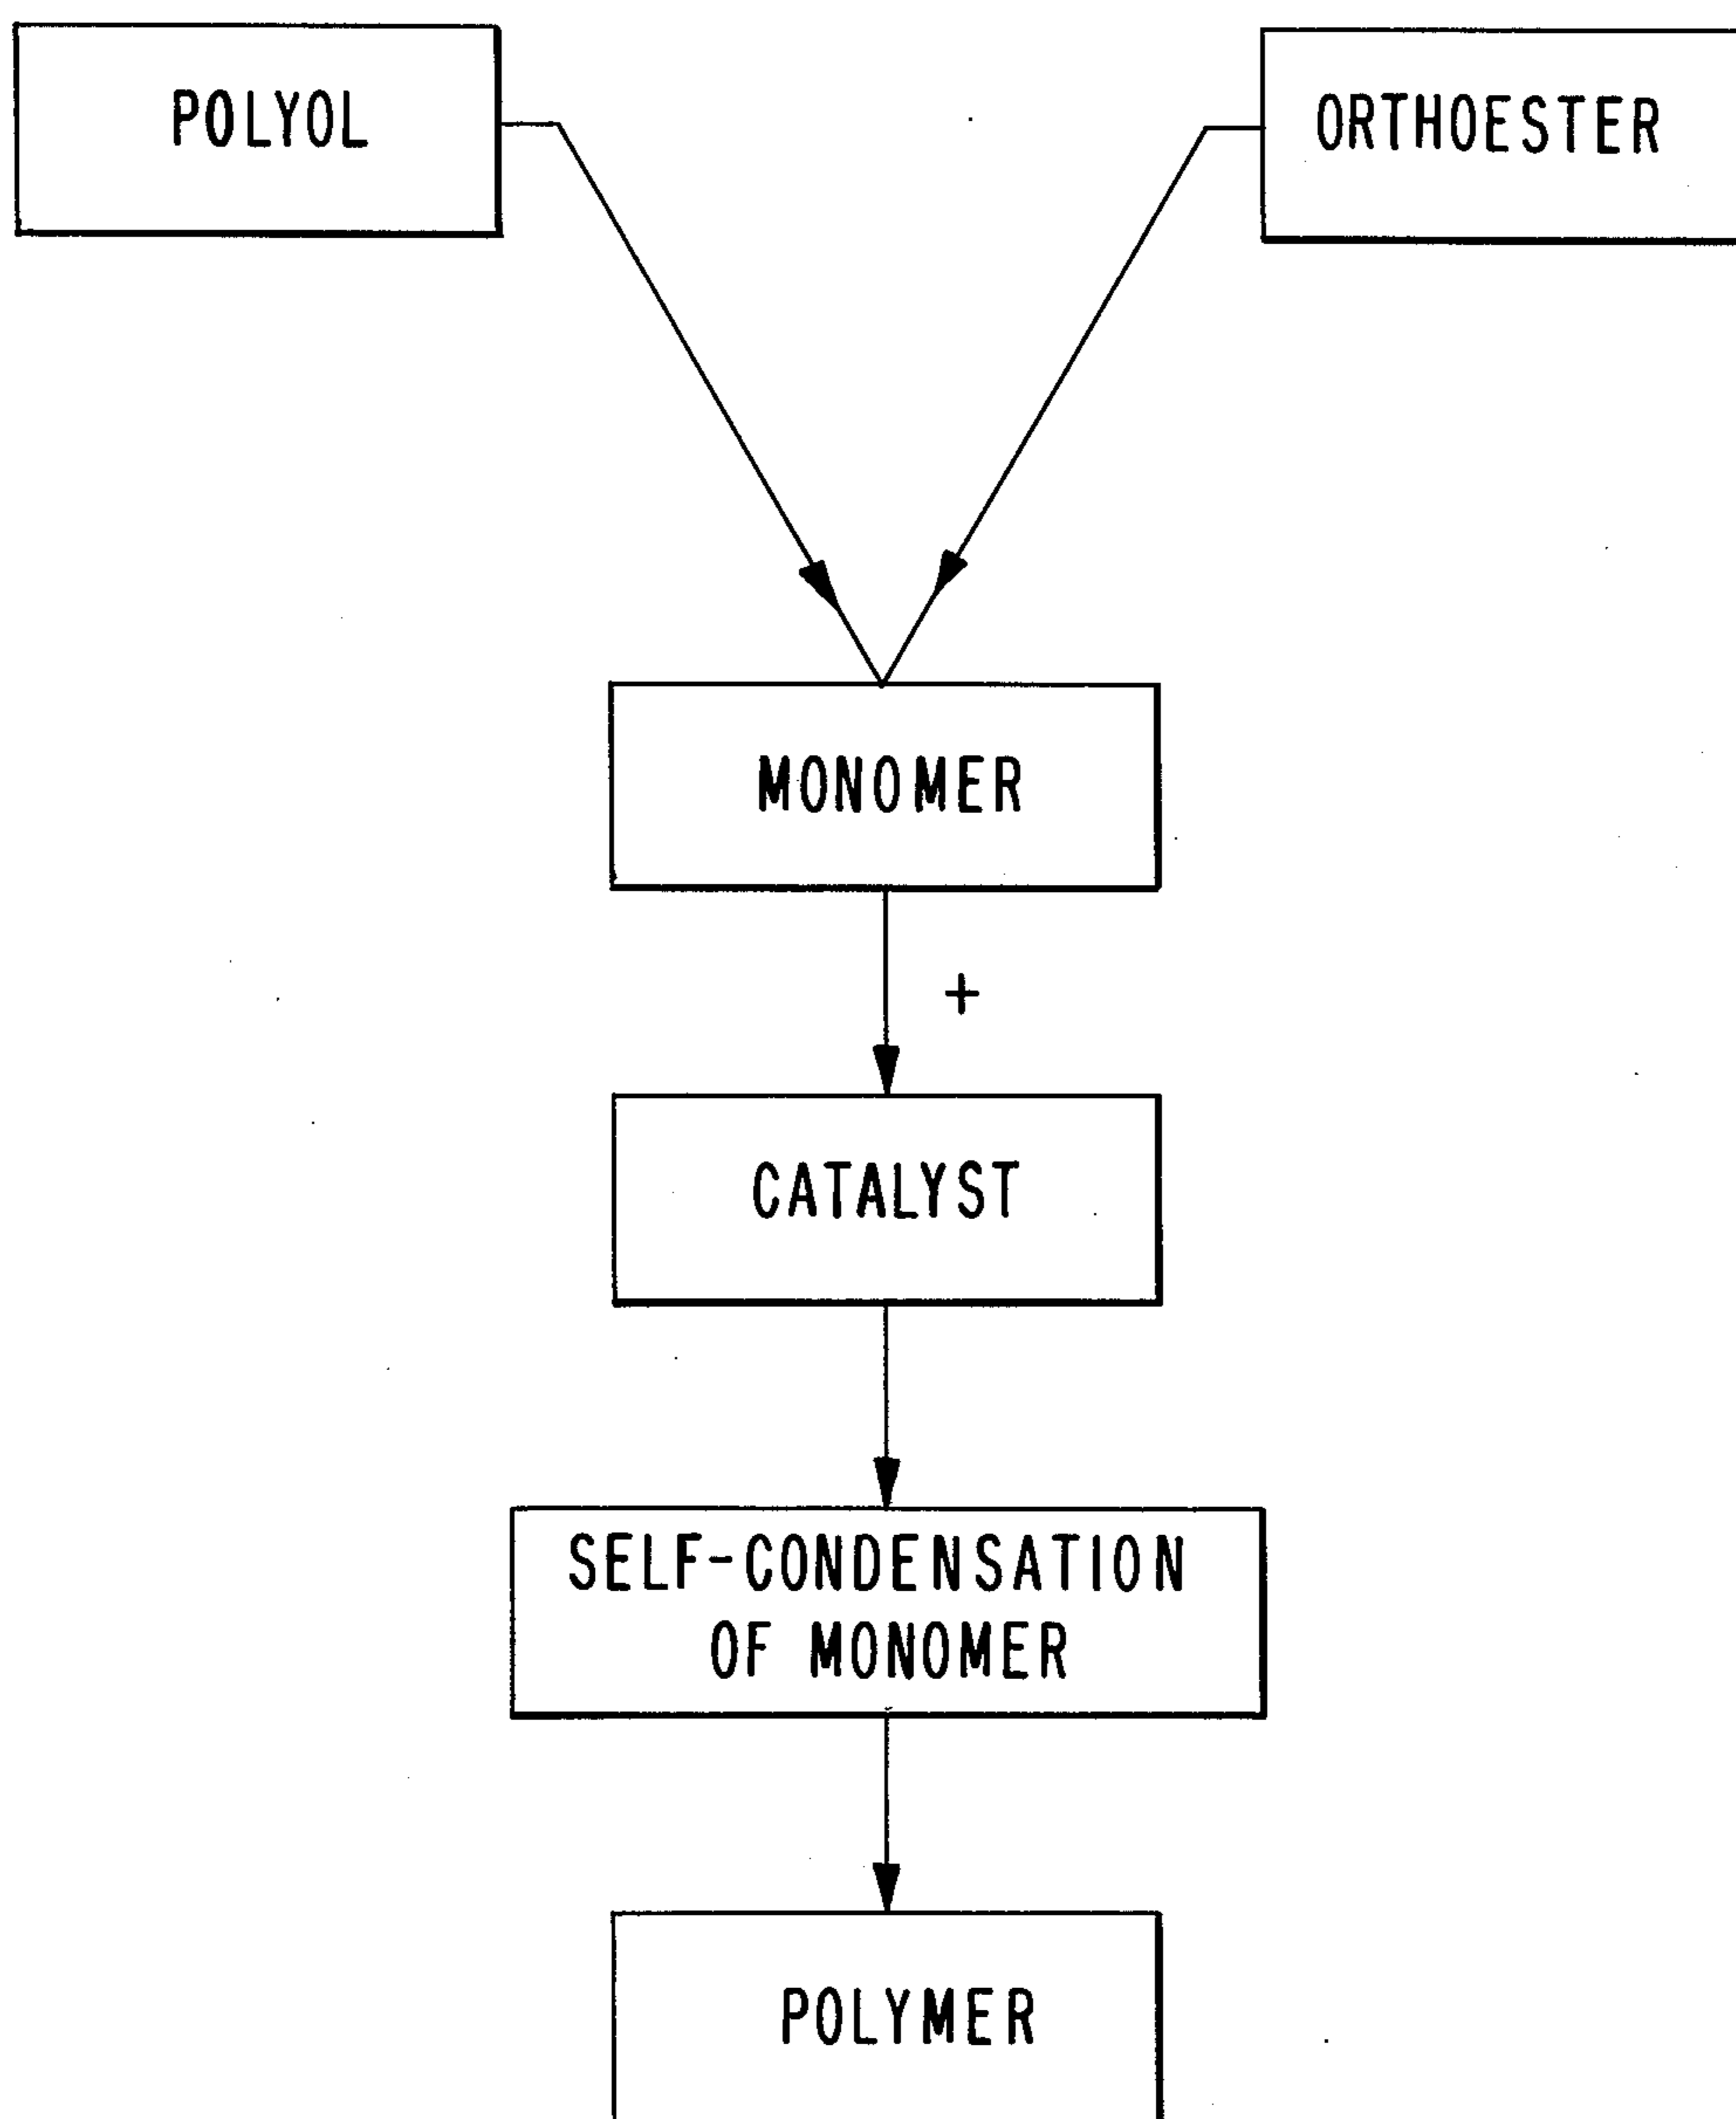 POLYOL
ORTHOESTER
MONOMER
+
CATALYST
SELF-CONDENSATION
OF MONOMER
POLYMER